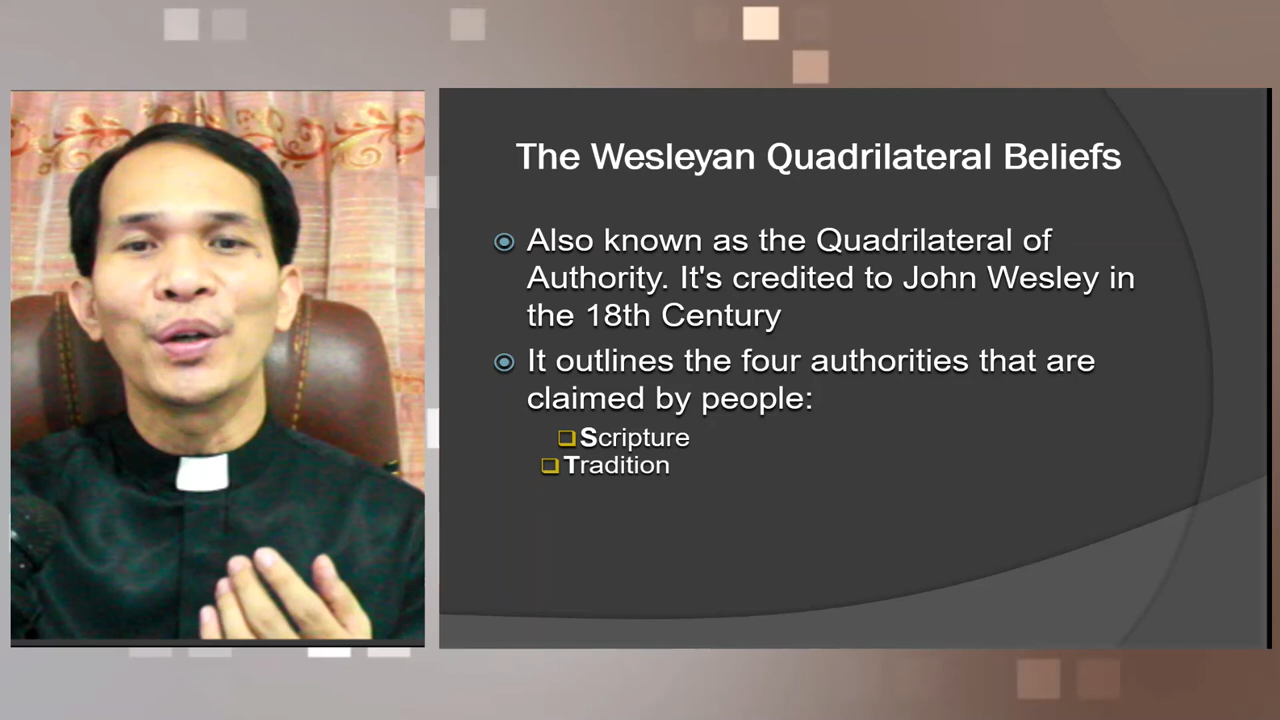 The Wesleyan Quadrilateral Beliefs
Also known as the Quadrilateral of
Authority. It's credited to John Wesley in
the 18th Century
It outlines the four authorities that are
claimed by people:
Scripture
Tradition